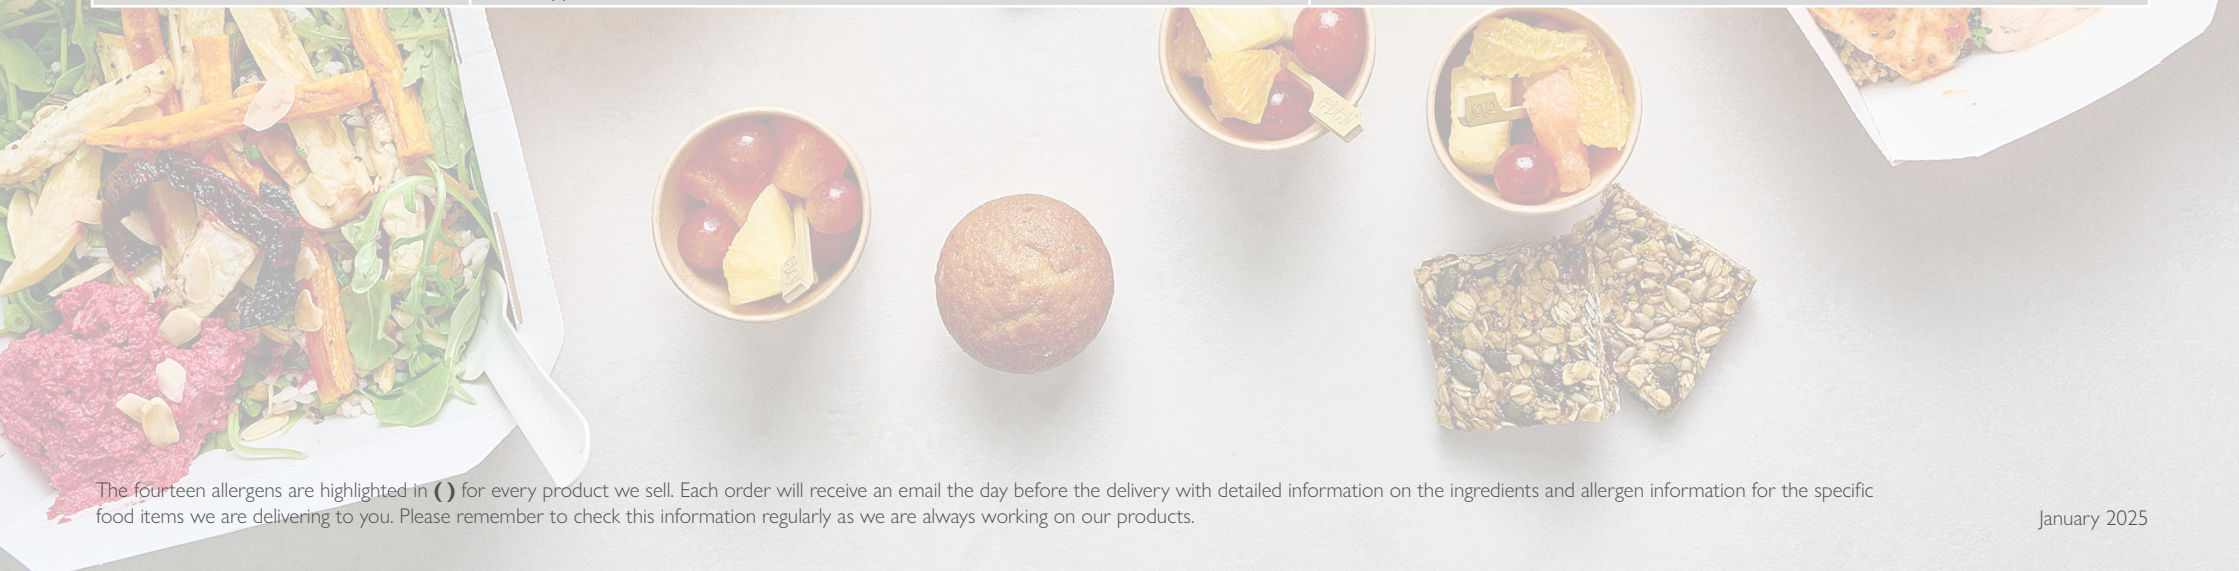 The fourteen allergens are highlighted in ( ) for every product we sell. Each order will receive an email the day before the delivery with detailed information on the ingredients and allergen information for the specific
food items we are delivering to you. Please remember to check this information regularly as we are always working on our products.
January 2025